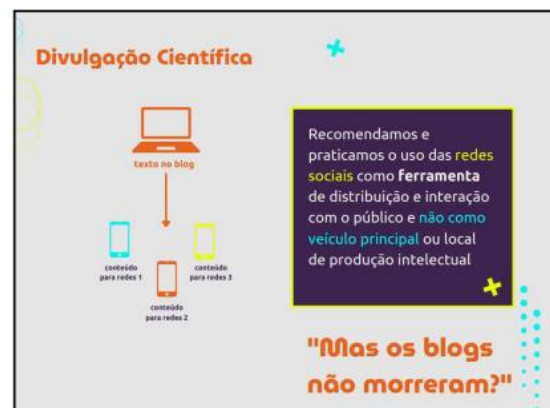 Divulgação Científica
texto no blog
conteúdo
para redes 1
conteúdo
para redes 2
conteúdo
para redes 3
Recomendamos e
praticamos o uso das redes
sociais como ferramenta
de distribuição e interação
com o público e não como
veículo principal ou local
de produção intelectual
"Mas os blogs
não morreram?"